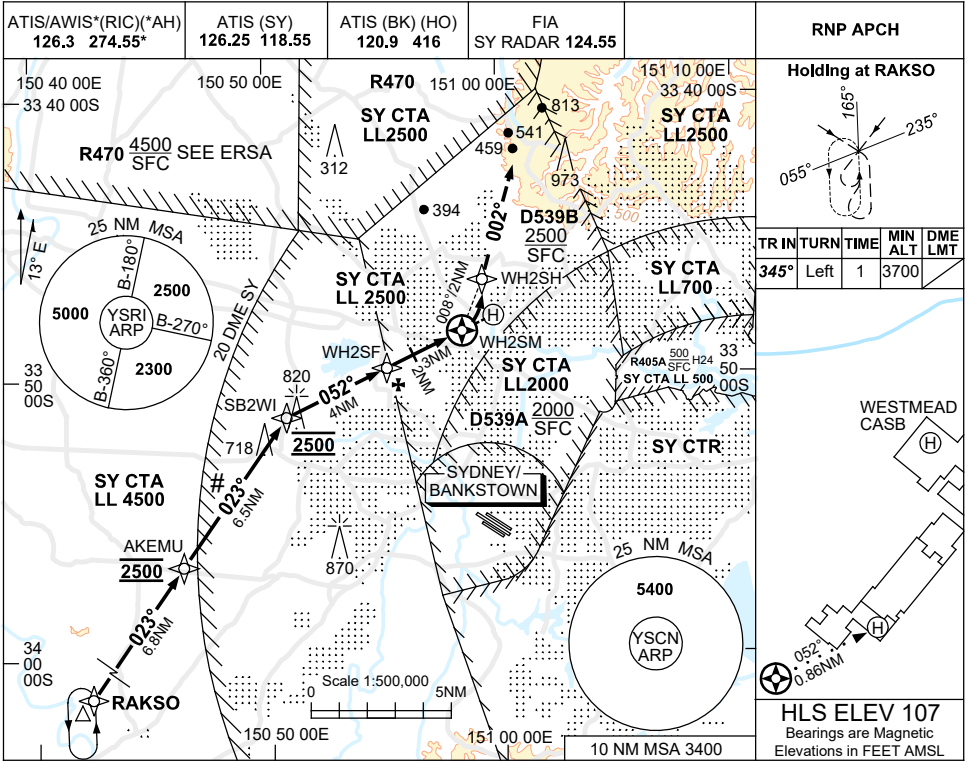 ATIS/AWIS*(RIC)(*AH)
126.3 274.55*
ATIS (SY)
126.25 118.55
ATIS (BK) (HO)
120.9 416
FIA
SY RADAR 124.55
RNP APCH
150 40 00E
33 40 00S
150 50 00E
R470
SY CTA
LL2500
151 00 00E
151 10 00E
33 40 00S
R470 4500 SFC SEE ERSA
312
813
541
459
973
SY CTA
LL2500
500
394
002°
D539B
2500
SFC
13° E
25 NM MSA
B-180°
5000
2500
YSRI
ARP
B-270°
B-360°
2300
20 DME SY
SY CTA
LL 2500
008°/2NM
WH2SH
H
SY CTA
LL700
WH2SF
WH2SM
3NM
2NM
33
50
00S
820
052°
4NM
SB2WI
2500
718
SY CTA
LL2000
D539A 2000
SFC
R405A 500 SFC H24
SY CTA LL 500
33
50
00S
SY CTR
SY CTA
LL 4500
#
023°
6.5NM
SYDNEY/
BANKSTOWN
AKEMU
2500
870
023°
6.8NM
25 NM MSA
5400
YSCN
ARP
34
00
00S
RAKSO
Scale 1:500,000
0 5NM
150 50 00E
151 00 00E
10 NM MSA 3400
Holding at RAKSO
165°
235°
055°
TR IN TURN TIME MIN ALT DME LMT
345° Left 1 3700
WESTMEAD
CASB
H
H
052°
0.86NM
HLS ELEV 107
Bearings are Magnetic
Elevations in FEET AMSL